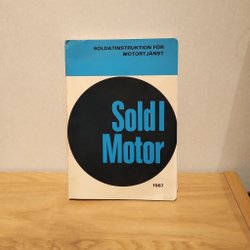 SOLDATINSTRUKTION FÖR
MOTORTJÄNST
Sold I
Motor
1967